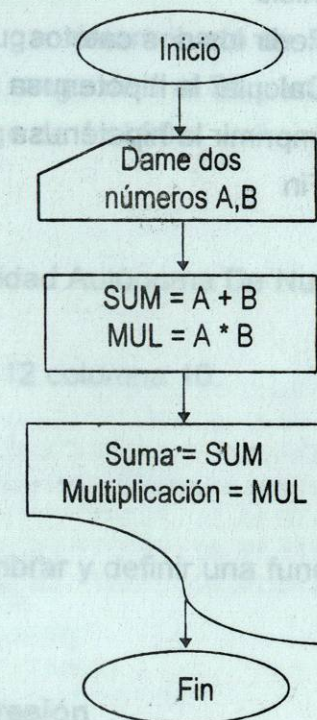 Inicio
Dame dos
números A,B
SUM = A + B
MUL = A * B
Suma = SUM
Multiplicación = MUL
Fin